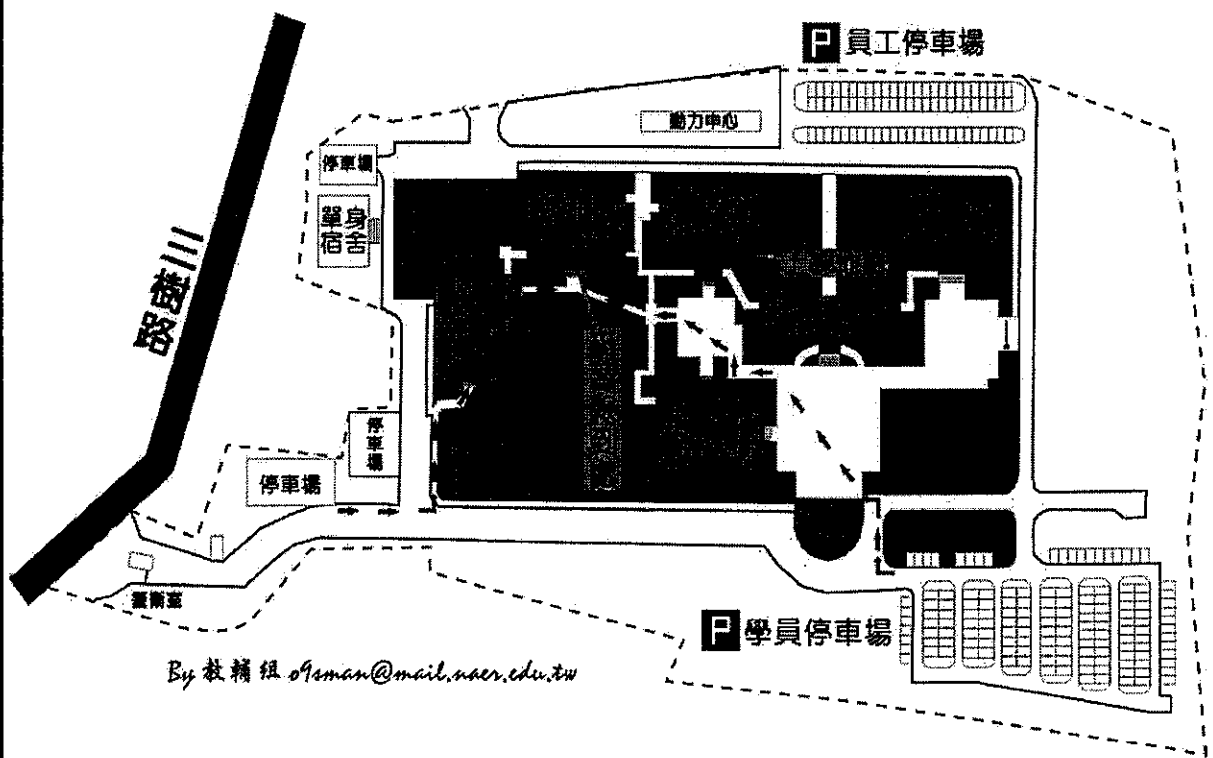 P 員工停車場
動力中心
停車場
單身
宿舍
三樹路
停車場
停車場
警衛室
P 學員停車場
By 教輔組 o9sman@mail.naer.edu.tw